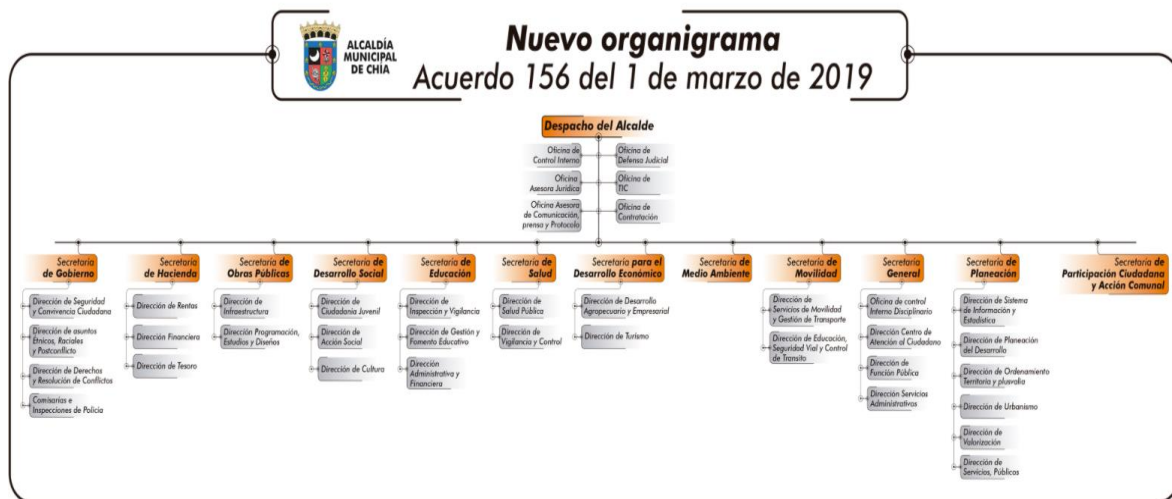 ALCALDÍA
MUNICIPAL
DE CHÍA
Nuevo organigrama
Acuerdo 156 del 1 de marzo de 2019
Despacho del Alcalde
Oficina de
Control Interno
Oficina de
Defensa Judicial
Oficina
Asesora Jurídica
Oficina de
TIC
Oficina Asesora
de Comunicación,
prensa y Protocolo
Oficina de
Contratación
Secretaría
de Gobierno
Dirección de Seguridad
y Convivencia Ciudadana
Dirección de asuntos
Étnicos, Raciales
y Postconflicto
Dirección de Derechos
y Resolución de Conflictos
Comisarías e
Inspecciones de Policía
Secretaría
de Hacienda
Dirección de Rentas
Dirección Financiera
Dirección de Tesoro
Secretaría de
Obras Públicas
Dirección de
Infraestructura
Dirección Programación,
Estudios y Diseños
Secretaría de
Desarrollo Social
Dirección de
Ciudadanía Juvenil
Dirección de
Acción Social
Dirección de Cultura
Secretaría de
Educación
Dirección de
Inspección y Vigilancia
Dirección de Gestión y
Fomento Educativo
Dirección
Administrativa y
Financiera
Secretaría de
Salud
Dirección de
Salud Pública
Dirección de
Vigilancia y Control
Secretaría para el
Desarrollo Económico
Dirección de Desarrollo
Agropecuario y Empresarial
Dirección de Turismo
Secretaría de
Medio Ambiente
Secretaría de
Movilidad
Dirección de
Servicios de Movilidad
y Gestión de Transporte
Dirección de Educación,
Seguridad Vial y Control
de Transito
Secretaría
General
Oficina de control
Interno Disciplinario
Dirección Centro de
Atención al Ciudadano
Dirección de
Función Pública
Dirección Servicios
Administrativos
Secretaría
de Planeación
Dirección de Sistema
de Información y
Estadística
Dirección de Planeación
del Desarrollo
Dirección de Ordenamiento
Territoria y plusvalía
Dirección de Urbanismo
Dirección de
Valorización
Dirección de
Servicios, Públicos
Secretaría de
Participación Ciudadana
y Acción Comunal